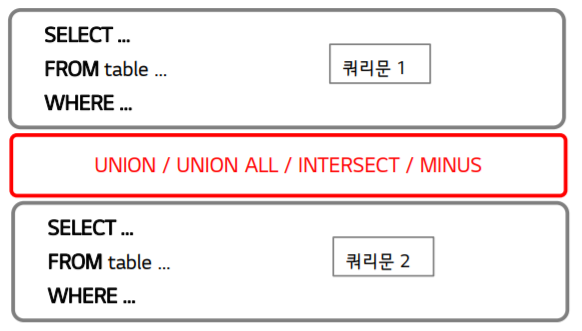 SELECT ...
FROM table ...
쿼리문 1
WHERE ...
UNION / UNION ALL / INTERSECT / MINUS
SELECT ...
FROM table ...
쿼리문 2
WHERE ...